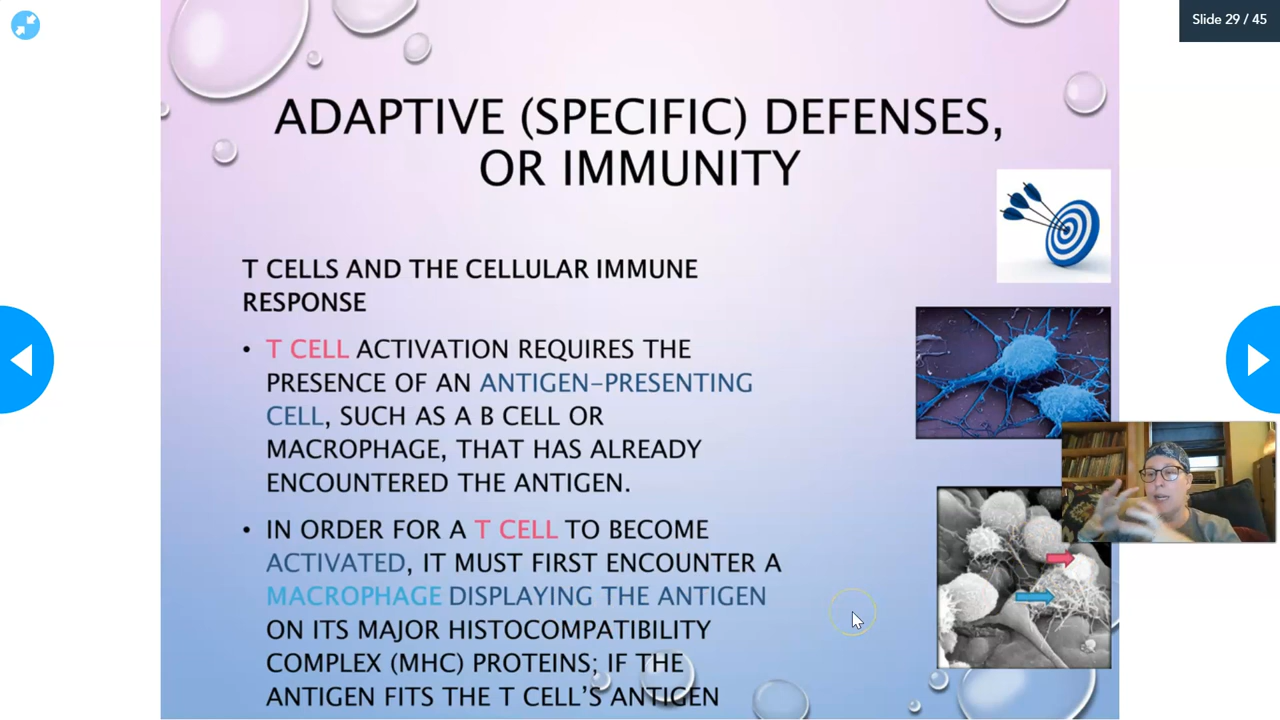 Slide 29 / 45
ADAPTIVE (SPECIFIC) DEFENSES,
OR IMMUNITY
T CELLS AND THE CELLULAR IMMUNE
RESPONSE
• T CELL ACTIVATION REQUIRES THE
PRESENCE OF AN ANTIGEN-PRESENTING
CELL, SUCH AS A B CELL OR
MACROPHAGE, THAT HAS ALREADY
ENCOUNTERED THE ANTIGEN.
• IN ORDER FOR A T CELL TO BECOME
ACTIVATED, IT MUST FIRST ENCOUNTER A
MACROPHAGE DISPLAYING THE ANTIGEN
ON ITS MAJOR HISTOCOMPATIBILITY
COMPLEX (MHC) PROTEINS; IF THE
ANTIGEN FITS THE T CELL'S ANTIGEN